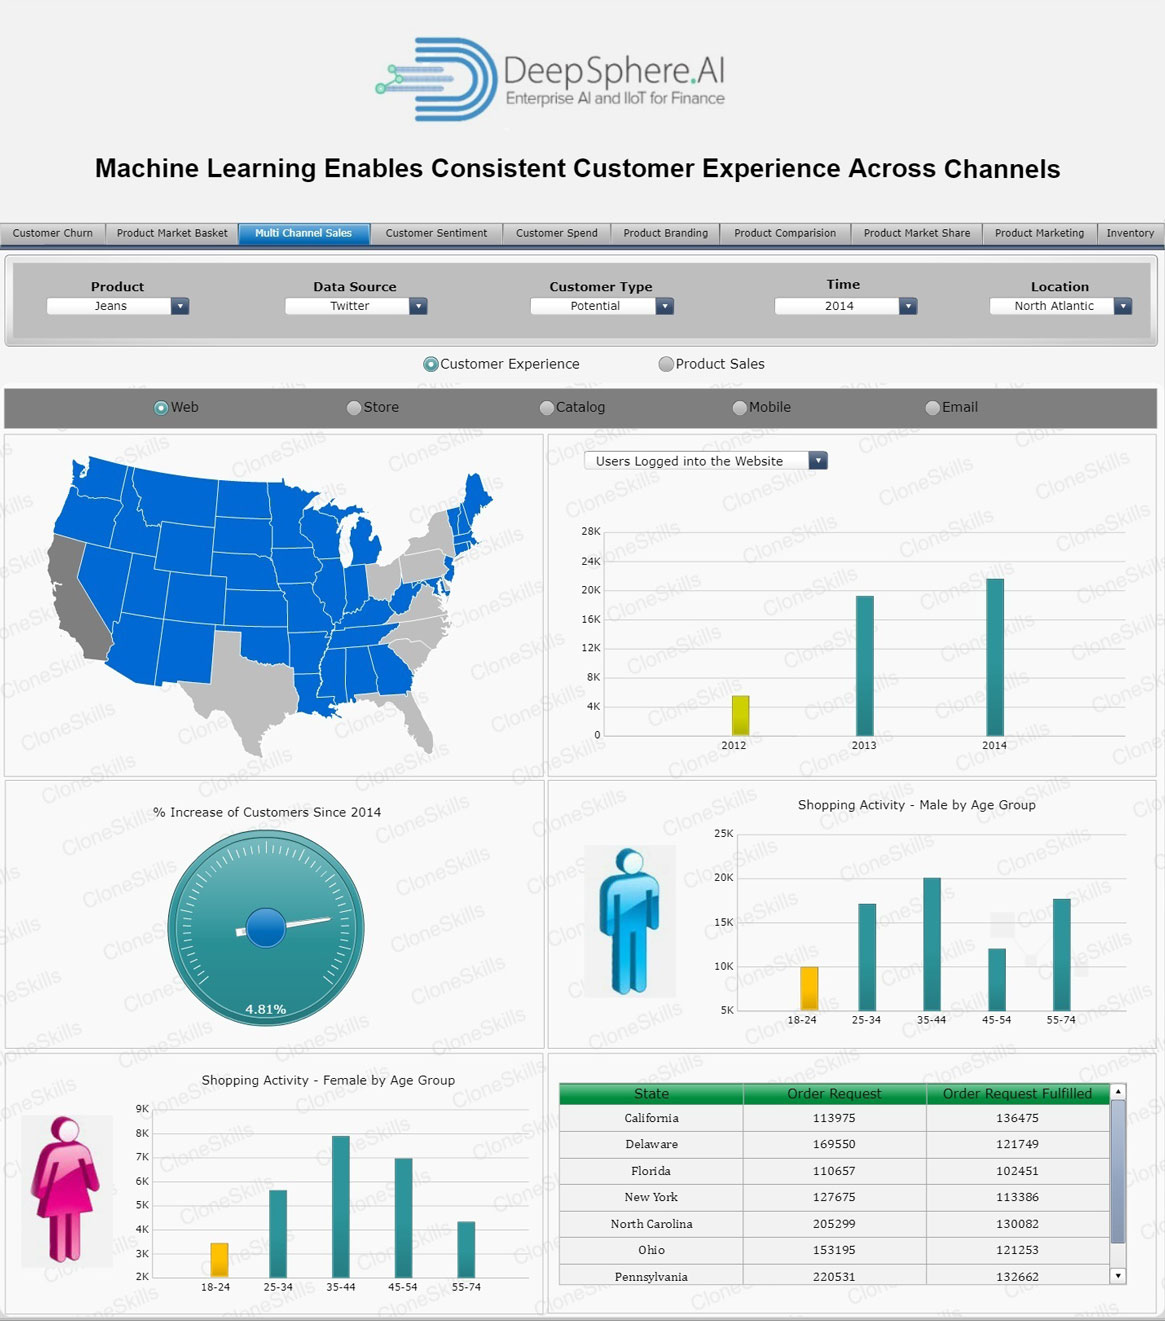 DeepSphere.AI
Enterprise AI and IIoT for Finance
Machine Learning Enables Consistent Customer Experience Across Channels
Customer Churn Product Market Basket Multi Channel Sales Customer Sentiment Customer Spend Product Branding Product Comparision Product Market Share Product Marketing Inventory
Product Data Source Customer Type Time Location
Jeans Twitter Potential 2014 North Atlantic
Customer Experience Product Sales
Web Store Catalog Mobile Email
Users Logged into the Website
28K
24K
20K
16K
12K
8K
4K
0
2012 2013 2014
% Increase of Customers Since 2014
4.81%
Shopping Activity - Male by Age Group
25K
20K
15K
10K
5K
18-24 25-34 35-44 45-54 55-74
Shopping Activity - Female by Age Group
9K
8K
7K
6K
5K
4K
3K
2K
18-24 25-34 35-44 45-54 55-74
State Order Request Order Request Fulfilled
California 113975 136475
Delaware 169550 121749
Florida 110657 102451
New York 127675 113386
North Carolina 205299 130082
Ohio 153195 121253
Pennsylvania 220531 132662
CloneSkills